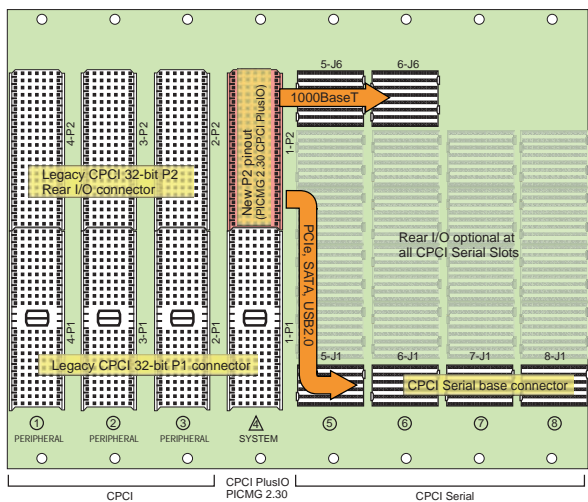 5-J6
6-J6
1000BaseT
4-P2
3-P2
2-P2
1-P2
New P2 pinout
(PICMG 2.30 CPCI PlusIO)
Legacy CPCI 32-bit P2
Rear I/O connector
PCIe, SATA, USB2.0
Rear I/O optional at
all CPCI Serial Slots
4-P1
3-P1
2-P1
1-P1
Legacy CPCI 32-bit P1 connector
5-J1
6-J1
7-J1
8-J1
CPCI Serial base connector
1
2
3
4
5
6
7
8
PERIPHERAL
PERIPHERAL
PERIPHERAL
SYSTEM
CPCI
CPCI PlusIO
PICMG 2.30
CPCI Serial